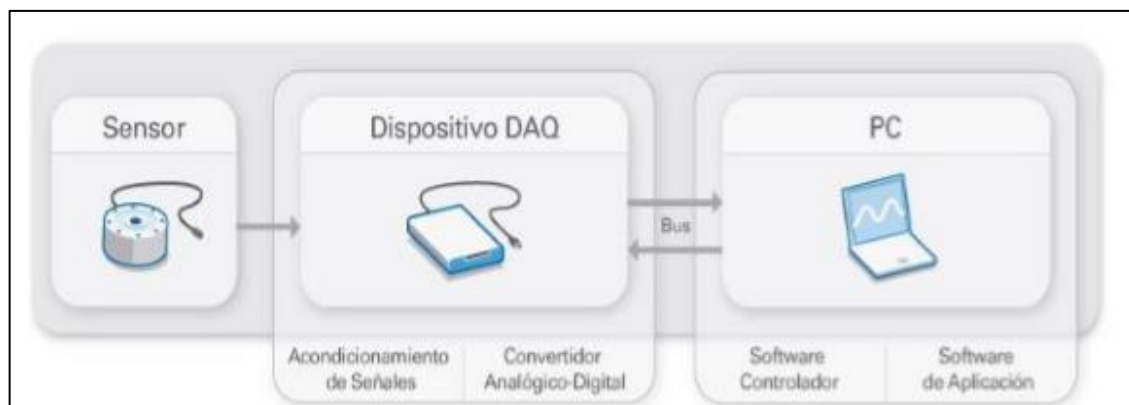 Sensor
Dispositivo DAQ
PC
Bus
Acondicionamiento
de Señales
Convertidor
Analógico-Digital
Software
Controlador
Software
de Aplicación